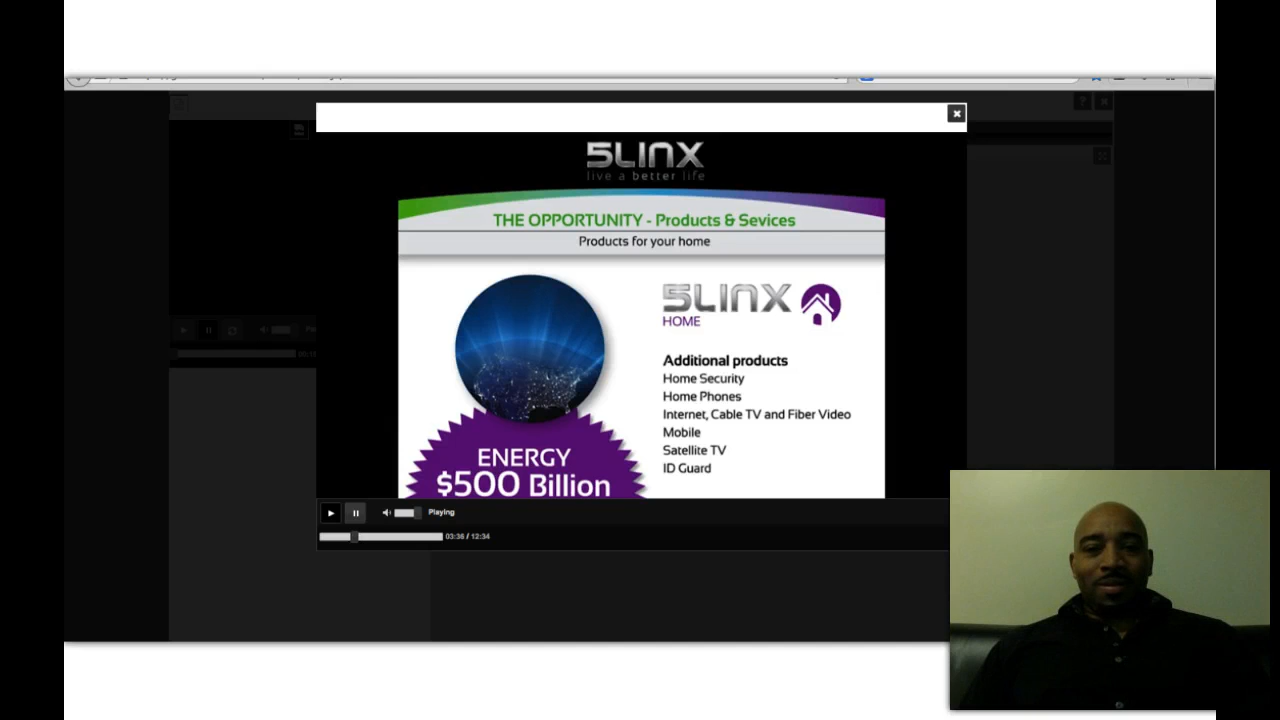 5LINX
live a better life
THE OPPORTUNITY - Products & Sevices
Products for your home
5LINX
HOME
Additional products
Home Security
Home Phones
Internet, Cable TV and Fiber Video
Mobile
Satellite TV
ID Guard
ENERGY
$500 Billion
Playing
03:36 / 12:34